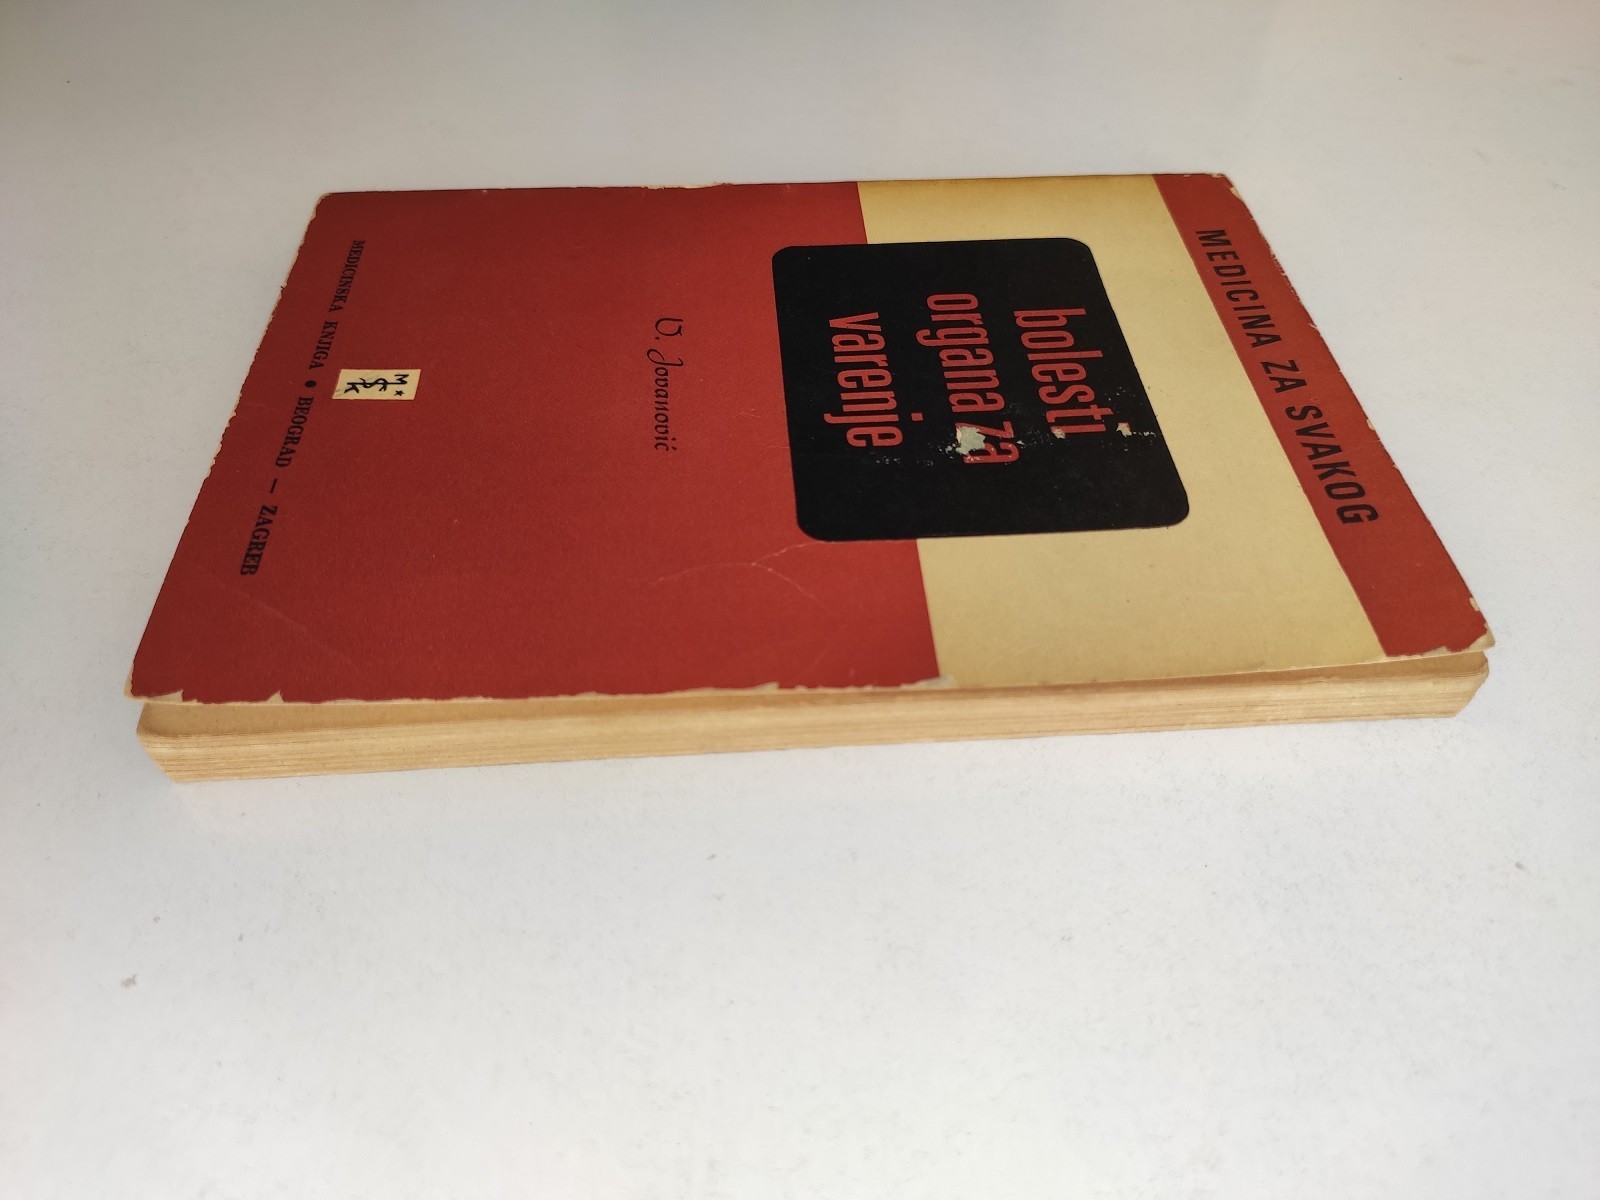 MEDICINA ZA SVAKOG
bolesti
organa za
varenje
V. Jovanović
M
K
MEDICINSKA KNJIGA • BEOGRAD — ZAGREB